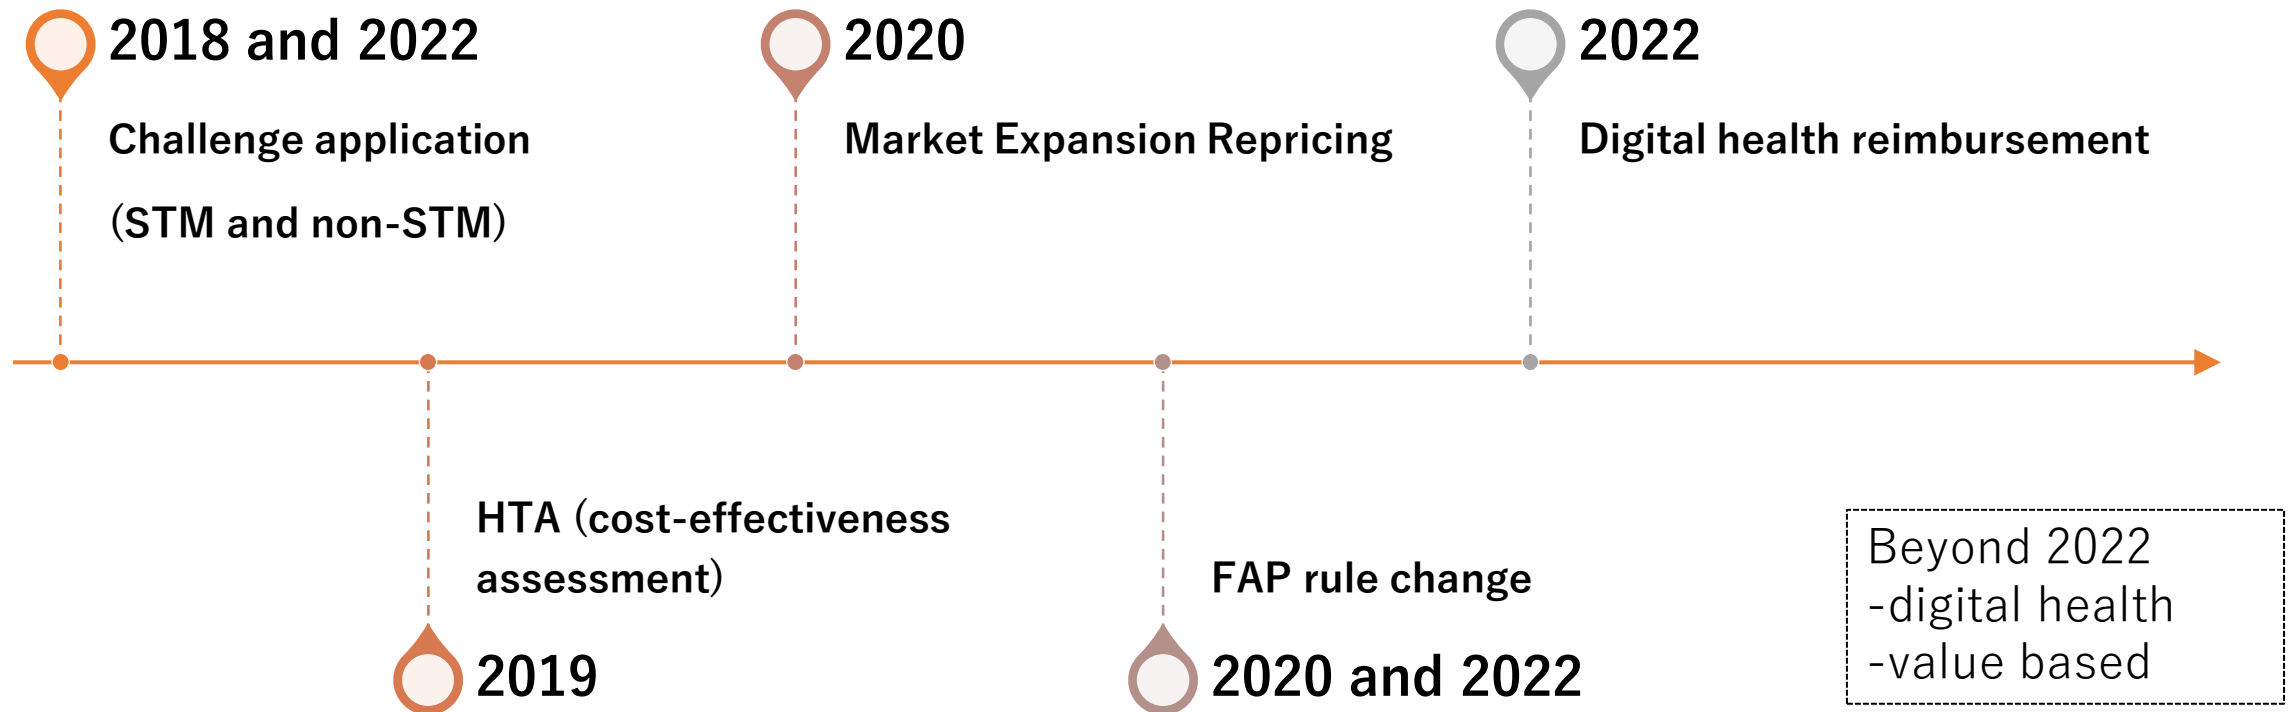 2018 and 2022
Challenge application
(STM and non-STM)
HTA (cost-effectiveness
assessment)
2019
2020
Market Expansion Repricing
FAP rule change
2020 and 2022
2022
Digital health reimbursement
Beyond 2022
-digital health
-value based